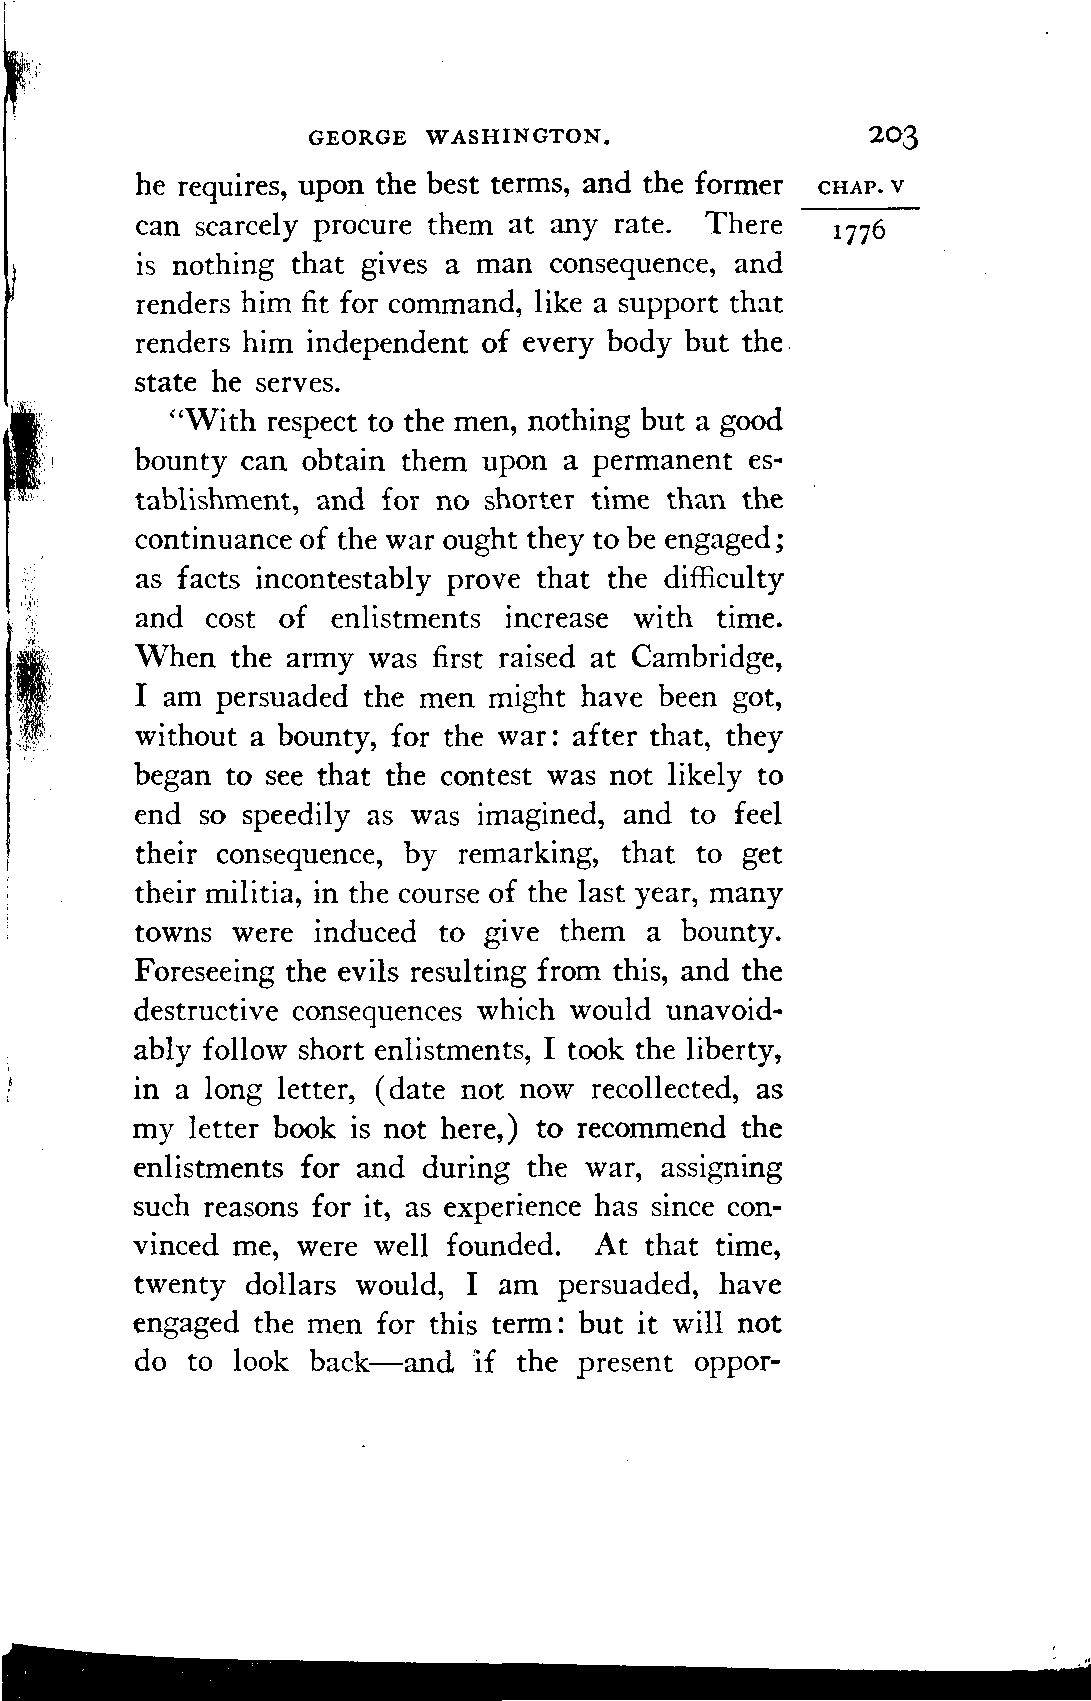 GEORGE WASHINGTON. 203
he requires, upon the best terms, and the former CHAP. V
can scarcely procure them at any rate. There 1776
is nothing that gives a man consequence, and
renders him fit for command, like a support that
renders him independent of every body but the
state he serves.
“With respect to the men, nothing but a good
bounty can obtain them upon a permanent es-
tablishment, and for no shorter time than the
continuance of the war ought they to be engaged;
as facts incontestably prove that the difficulty
and cost of enlistments increase with time.
When the army was first raised at Cambridge,
I am persuaded the men might have been got,
without a bounty, for the war: after that, they
began to see that the contest was not likely to
end so speedily as was imagined, and to feel
their consequence, by remarking, that to get
their militia, in the course of the last year, many
towns were induced to give them a bounty.
Foreseeing the evils resulting from this, and the
destructive consequences which would unavoid-
ably follow short enlistments, I took the liberty,
in a long letter, (date not now recollected, as
my letter book is not here,) to recommend the
enlistments for and during the war, assigning
such reasons for it, as experience has since con-
vinced me, were well founded. At that time,
twenty dollars would, I am persuaded, have
engaged the men for this term: but it will not
do to look back—and if the present oppor-